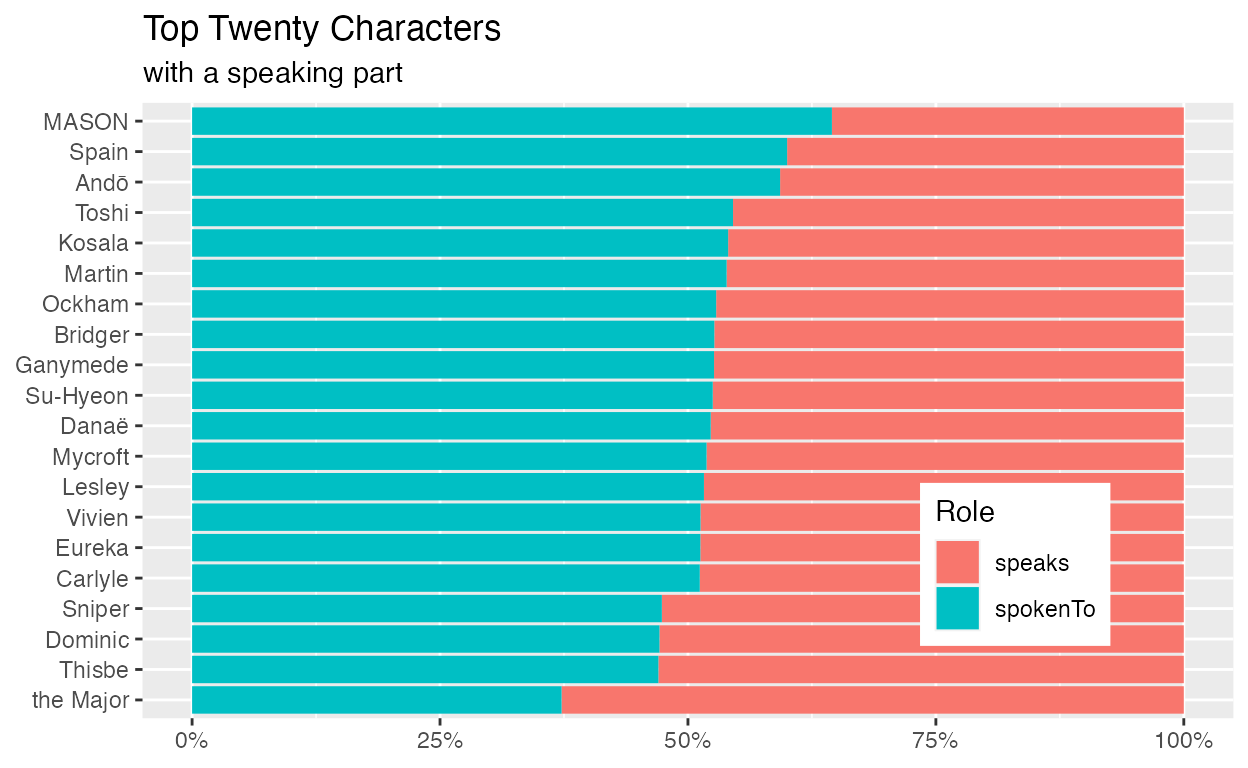 Top Twenty Characters
with a speaking part
MASON
Spain
Andō
Toshi
Kosala
Martin
Ockham
Bridger
Ganymede
Su-Hyeon
Danaë
Mycroft
Lesley
Vivien
Eureka
Carlyle
Sniper
Dominic
Thisbe
the Major
Role
speaks
spokenTo
0% 25% 50% 75% 100%